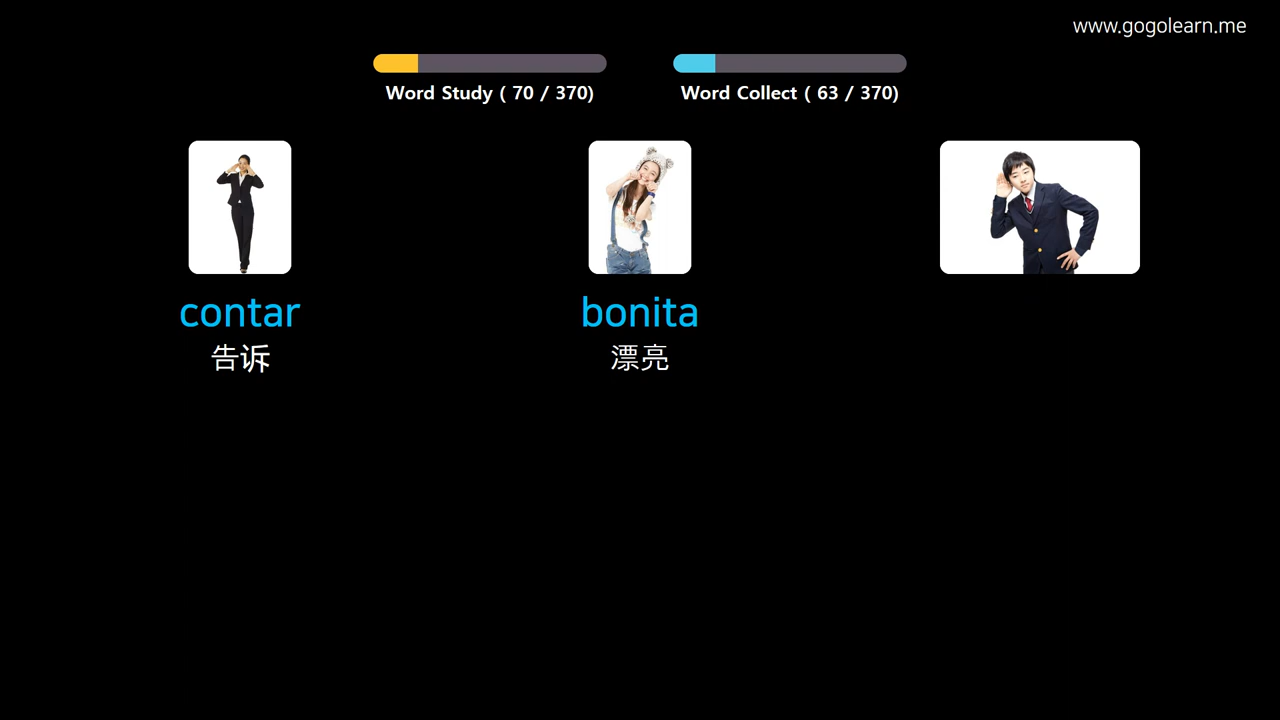 www.gogolearn.me
Word Study ( 70 / 370)
Word Collect ( 63 / 370)
contar
告诉
bonita
漂亮